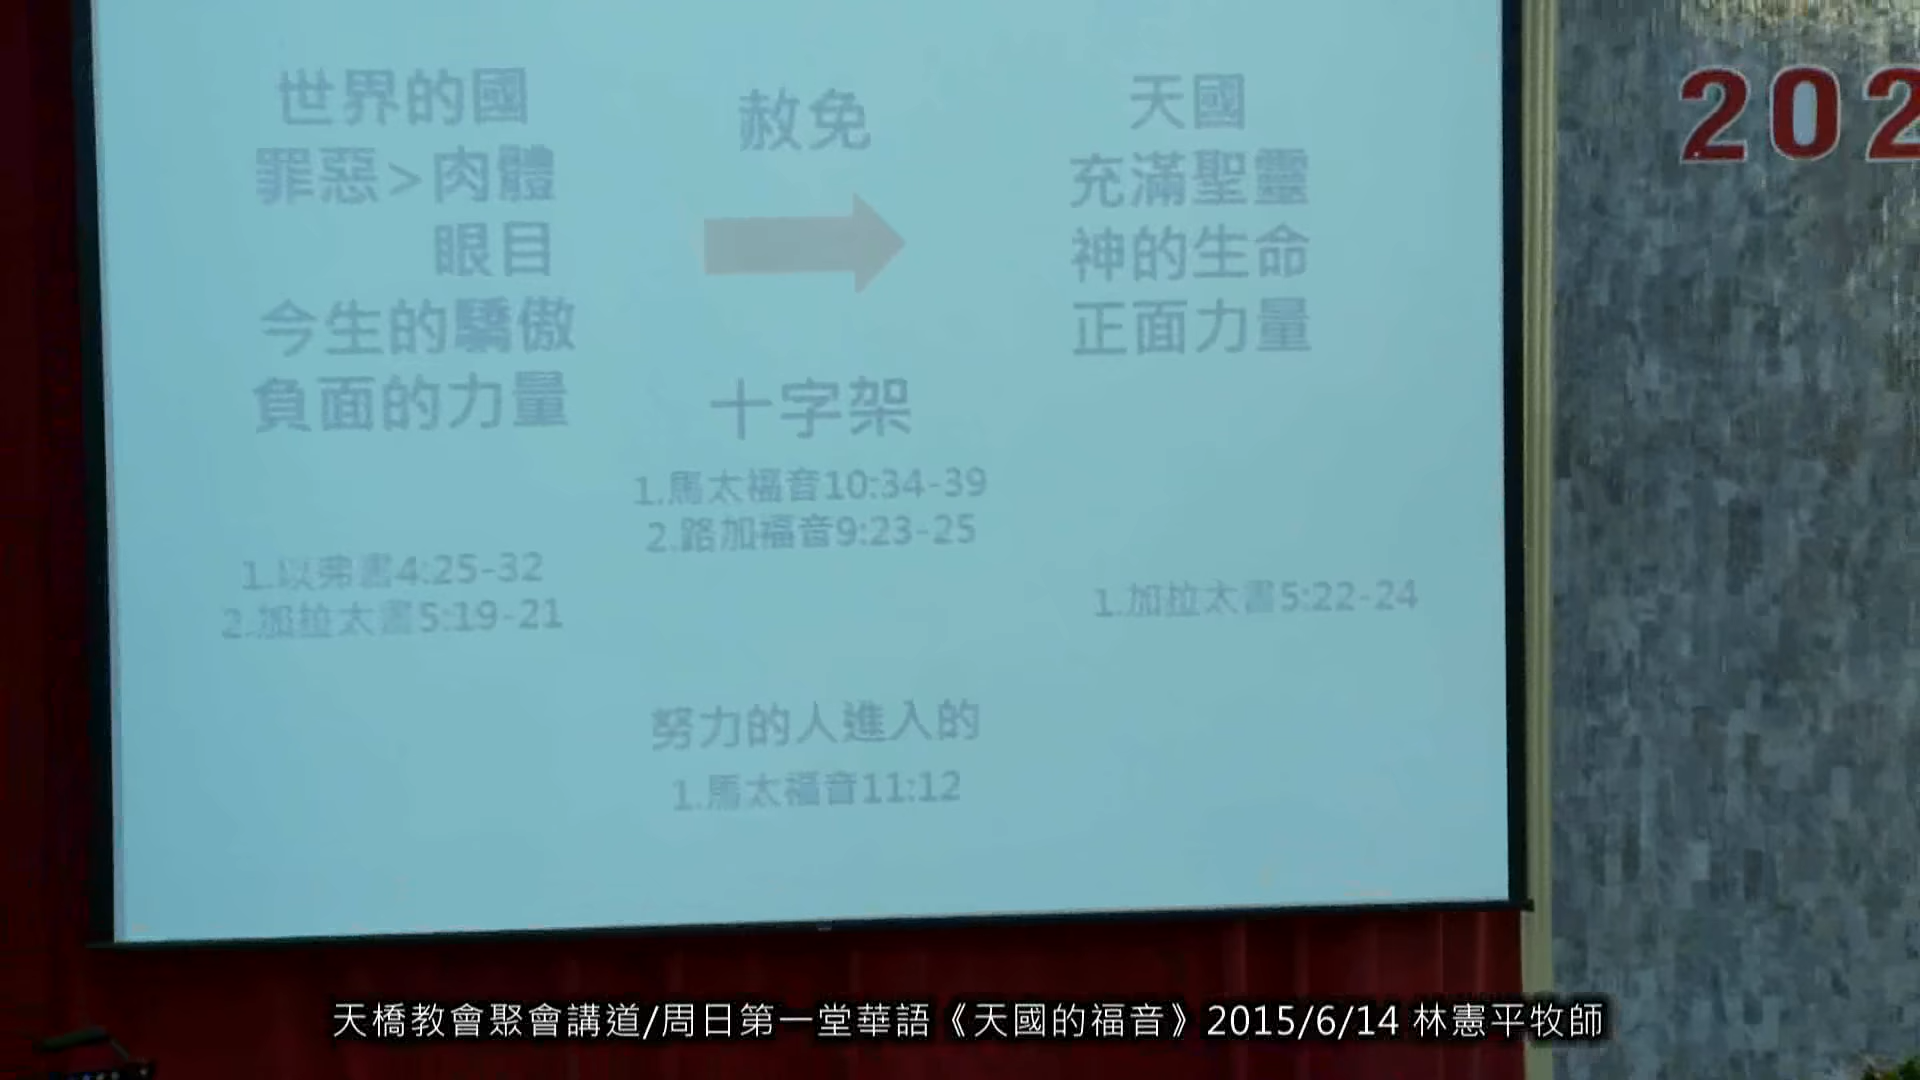 世界的國
罪惡>肉體
眼目
今生的驕傲
負面的力量
1.以弗書4:25-32
2.加拉太書5:19-21
赦免
十字架
1.馬太福音10:34-39
2.路加福音9:23-25
努力的人進入的
1.馬太福音11:12
天國
充滿聖靈
神的生命
正面力量
1.加拉太書5:22-24
202
天橋教會聚會講道/周日第一堂華語《天國的福音》2015/6/14 林憲平牧師